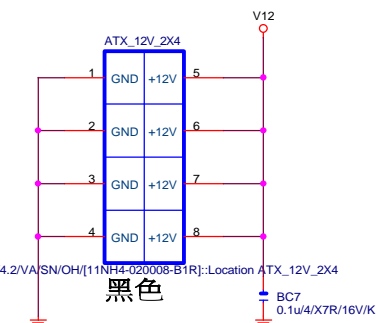 V12
ATX_12V_2X4
1 GND +12V 5
2 GND +12V 6
3 GND +12V 7
4 GND +12V 8
4.2/VA/SN/OH/[11NH4-020008-B1R]::Location ATX_12V_2X4
黑色
BC7
0.1u/4/X7R/16V/K